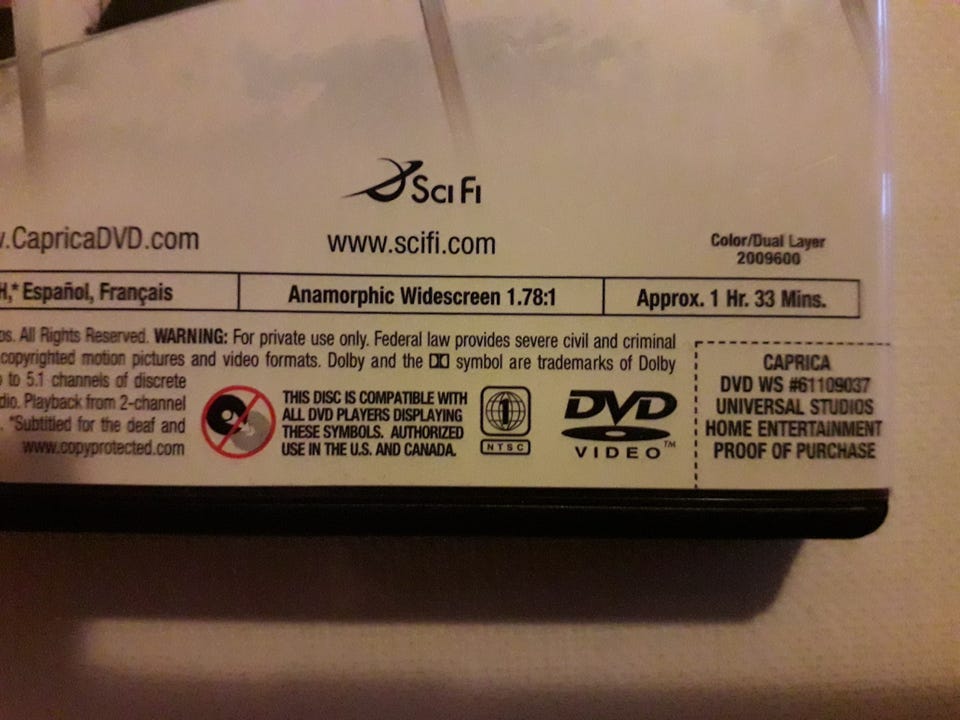 Sci Fi
.CapricaDVD.com
www.scifi.com
Color/Dual Layer
2009600
H,* Español, Français
Anamorphic Widescreen 1.78:1
Approx. 1 Hr. 33 Mins.
os. All Rights Reserved. WARNING: For private use only. Federal law provides severe civil and criminal
copyrighted motion pictures and video formats. Dolby and the symbol are trademarks of Dolby
to 5.1 channels of discrete
dio. Playback from 2-channel
. *Subtitled for the deaf and
www.copyprotected.com
THIS DISC IS COMPATIBLE WITH
ALL DVD PLAYERS DISPLAYING
THESE SYMBOLS. AUTHORIZED
USE IN THE U.S. AND CANADA.
1
NTSC
DVD
VIDEO™
CAPRICA
DVD WS #61109037
UNIVERSAL STUDIOS
HOME ENTERTAINMENT
PROOF OF PURCHASE